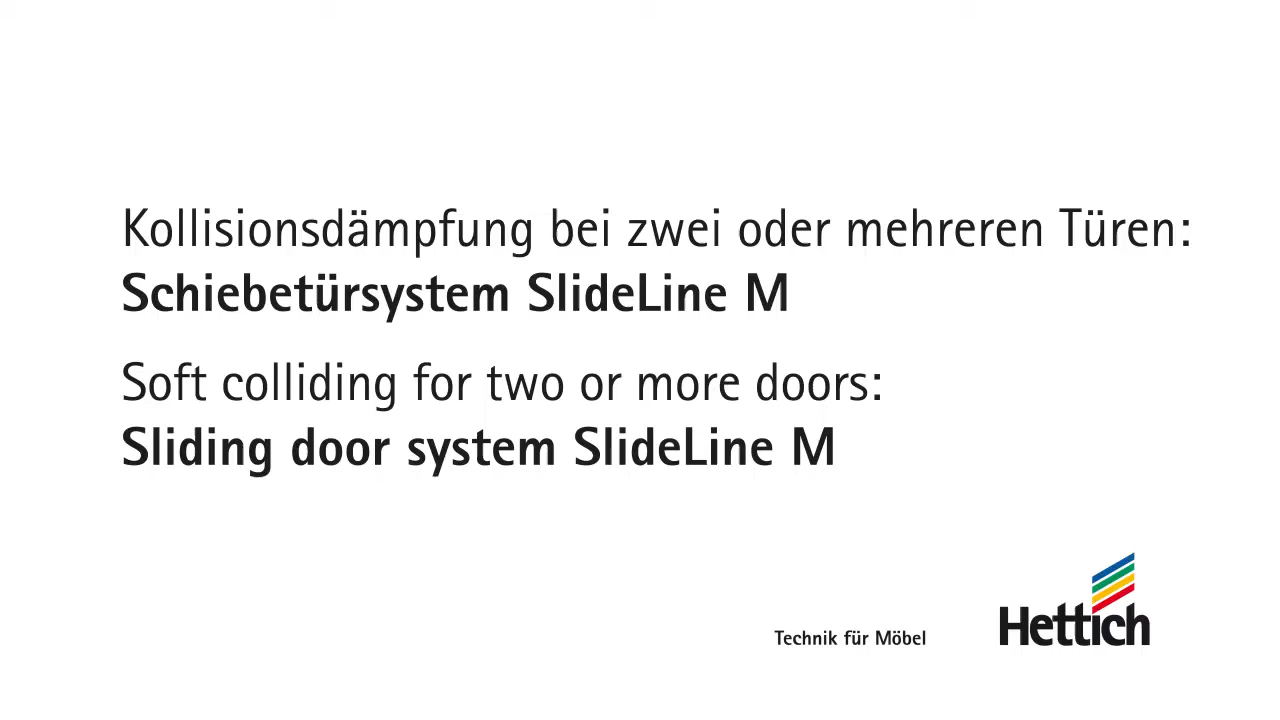 Kollisionsdämpfung bei zwei oder mehreren Türen:
Schiebetürsystem SlideLine M
Soft colliding for two or more doors:
Sliding door system SlideLine M
Technik für Möbel
Hettich